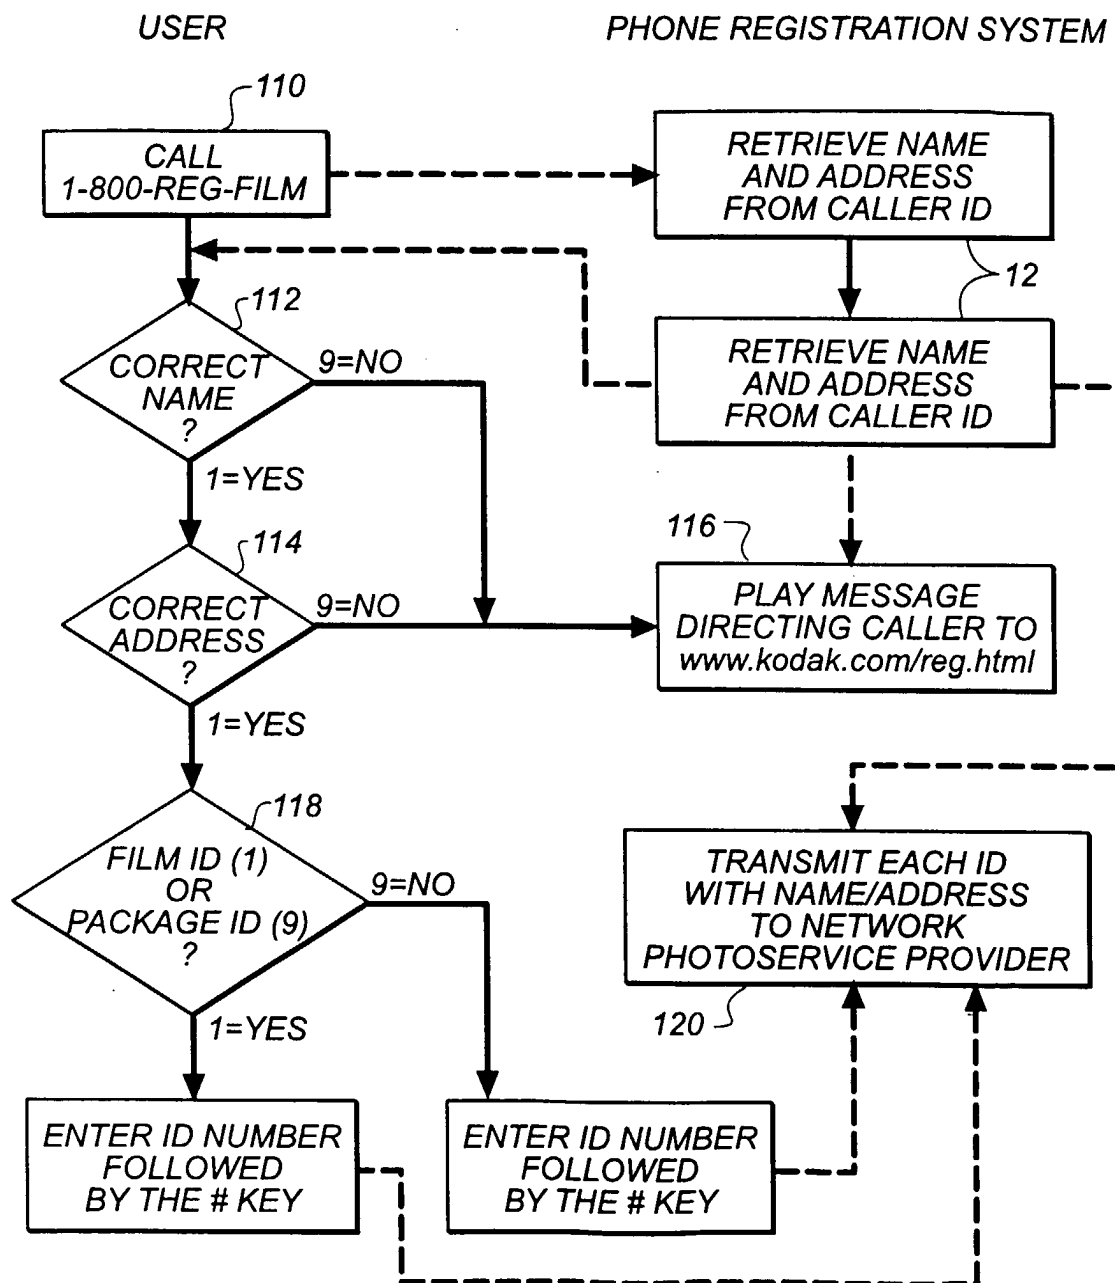 USER
PHONE REGISTRATION SYSTEM
110
CALL
1-800-REG-FILM
RETRIEVE NAME
AND ADDRESS
FROM CALLER ID
12
112
CORRECT
NAME
?
9=NO
1=YES
RETRIEVE NAME
AND ADDRESS
FROM CALLER ID
114
CORRECT
ADDRESS
?
9=NO
1=YES
116
PLAY MESSAGE
DIRECTING CALLER TO
www.kodak.com/reg.html
118
FILM ID (1)
OR
PACKAGE ID (9)
?
9=NO
1=YES
TRANSMIT EACH ID
WITH NAME/ADDRESS
TO NETWORK
PHOTOSERVICE PROVIDER
120
ENTER ID NUMBER
FOLLOWED
BY THE # KEY
ENTER ID NUMBER
FOLLOWED
BY THE # KEY